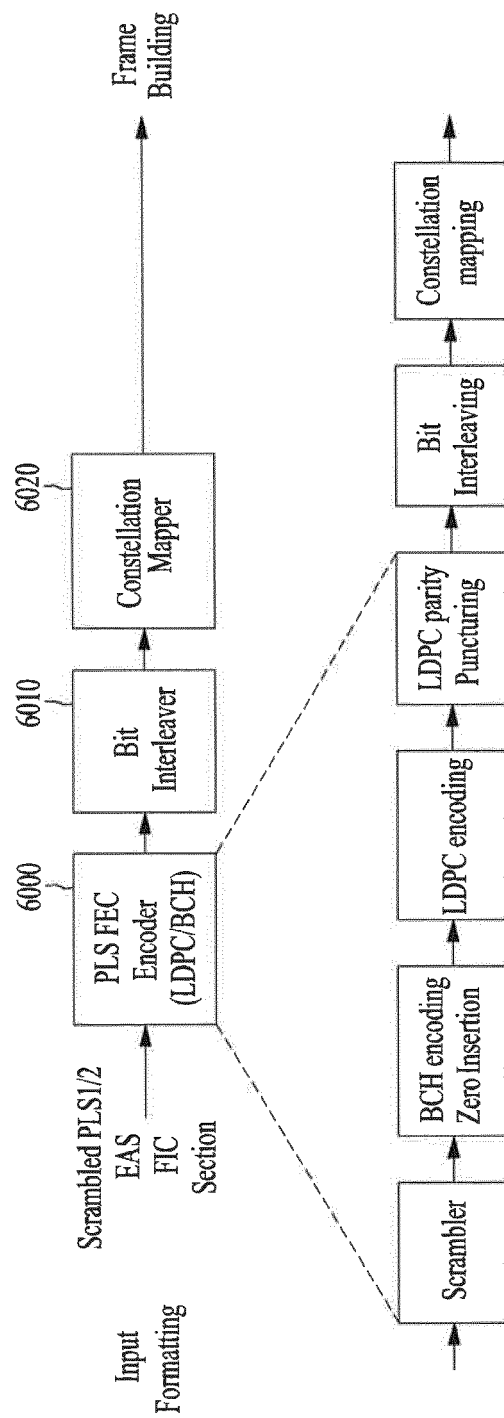 Input
Formatting
Scrambled PLS1/2
EAS
FIC
Section
6000
PLS FEC
Encoder
(LDPC/BCH)
6010
Bit
Interleaver
6020
Constellation
Mapper
Frame
Building
Scrambler
BCH encoding
Zero Insertion
LDPC encoding
LDPC parity
Puncturing
Bit
Interleaving
Constellation
mapping